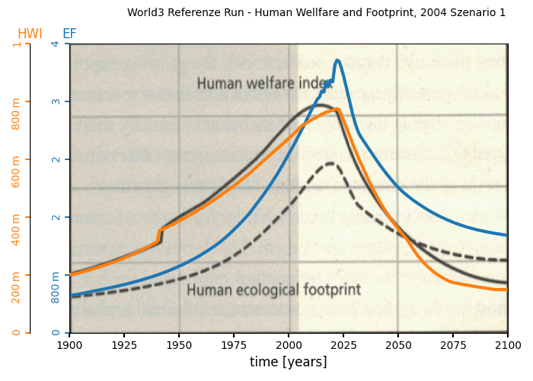 World3 Referenze Run - Human Wellfare and Footprint, 2004 Szenario 1
HWI EF
1 4
800 m 3
Human welfare index
600 m 2
400 m 2
200 m 800 m
Human ecological footprint
0 0
1900 1925 1950 1975 2000 2025 2050 2075 2100
time [years]